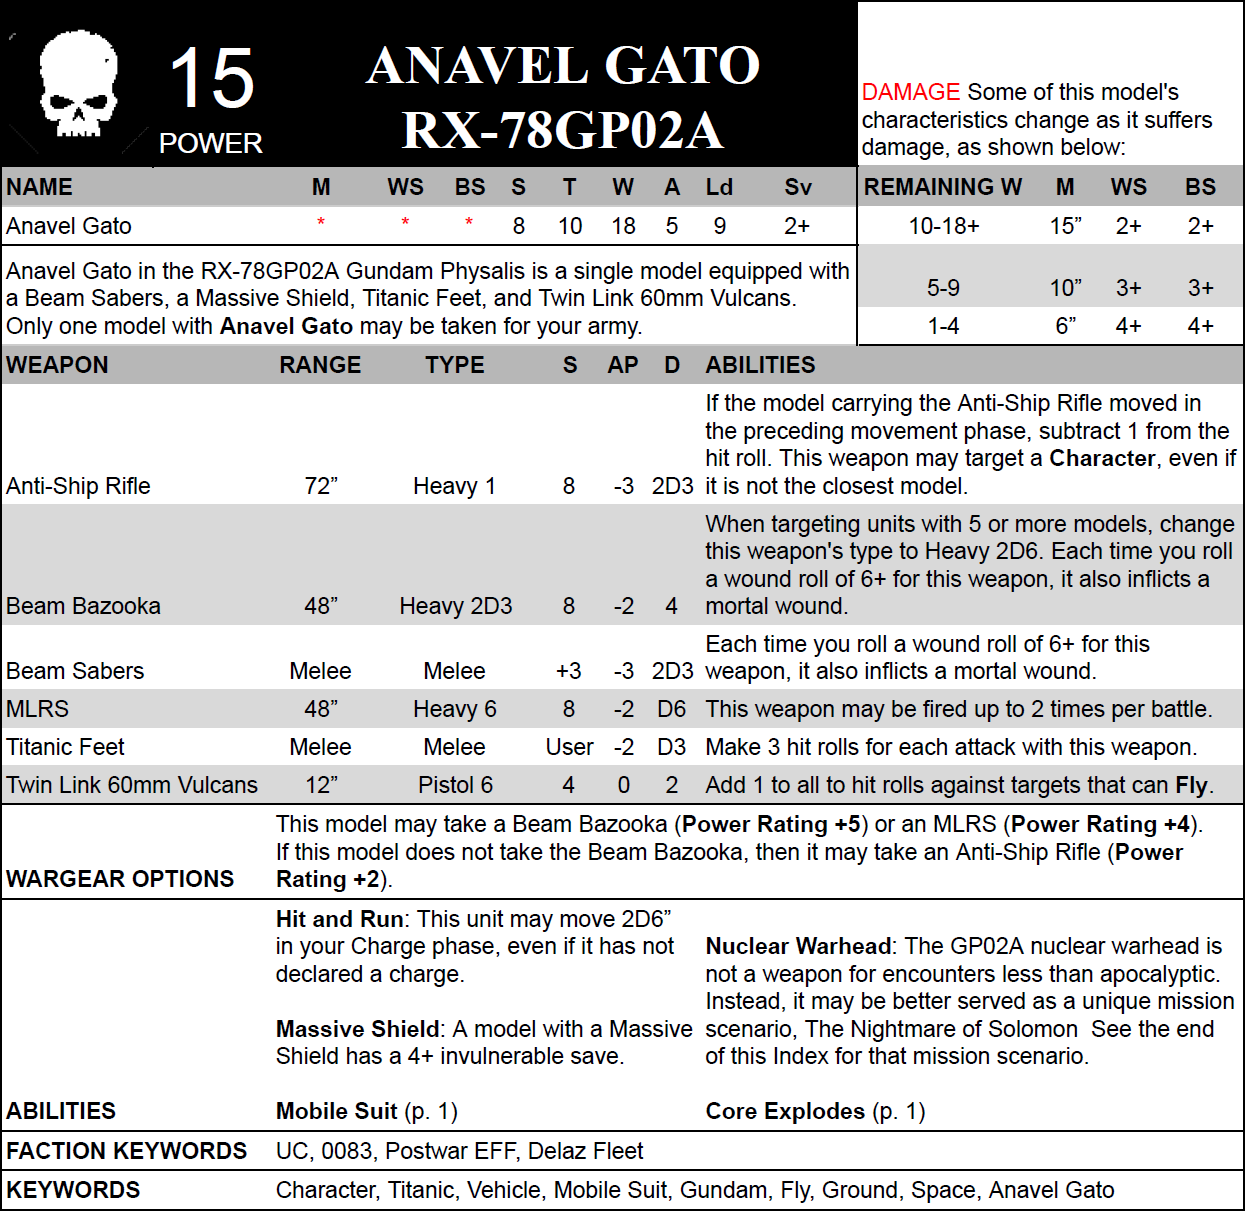 15
POWER
ANAVEL GATO
RX-78GP02A
DAMAGE Some of this model's
characteristics change as it suffers
damage, as shown below:
NAME M WS BS S T W A Ld Sv
Anavel Gato * * * 8 10 18 5 9 2+
REMAINING W M WS BS
10-18+ 15” 2+ 2+
5-9 10” 3+ 3+
1-4 6” 4+ 4+
Anavel Gato in the RX-78GP02A Gundam Physalis is a single model equipped with
a Beam Sabers, a Massive Shield, Titanic Feet, and Twin Link 60mm Vulcans.
Only one model with Anavel Gato may be taken for your army.
WEAPON RANGE TYPE S AP D ABILITIES
If the model carrying the Anti-Ship Rifle moved in
the preceding movement phase, subtract 1 from the
hit roll. This weapon may target a Character, even if
Anti-Ship Rifle 72” Heavy 1 8 -3 2D3 it is not the closest model.
When targeting units with 5 or more models, change
this weapon's type to Heavy 2D6. Each time you roll
a wound roll of 6+ for this weapon, it also inflicts a
Beam Bazooka 48” Heavy 2D3 8 -2 4 mortal wound.
Each time you roll a wound roll of 6+ for this
Beam Sabers Melee Melee +3 -3 2D3 weapon, it also inflicts a mortal wound.
MLRS 48” Heavy 6 8 -2 D6 This weapon may be fired up to 2 times per battle.
Titanic Feet Melee Melee User -2 D3 Make 3 hit rolls for each attack with this weapon.
Twin Link 60mm Vulcans 12” Pistol 6 4 0 2 Add 1 to all to hit rolls against targets that can Fly.
This model may take a Beam Bazooka (Power Rating +5) or an MLRS (Power Rating +4).
If this model does not take the Beam Bazooka, then it may take an Anti-Ship Rifle (Power
WARGEAR OPTIONS Rating +2).
Hit and Run: This unit may move 2D6”
in your Charge phase, even if it has not
declared a charge.
Massive Shield: A model with a Massive
Shield has a 4+ invulnerable save.
Nuclear Warhead: The GP02A nuclear warhead is
not a weapon for encounters less than apocalyptic.
Instead, it may be better served as a unique mission
scenario, The Nightmare of Solomon See the end
of this Index for that mission scenario.
ABILITIES Mobile Suit (p. 1) Core Explodes (p. 1)
FACTION KEYWORDS UC, 0083, Postwar EFF, Delaz Fleet
KEYWORDS Character, Titanic, Vehicle, Mobile Suit, Gundam, Fly, Ground, Space, Anavel Gato